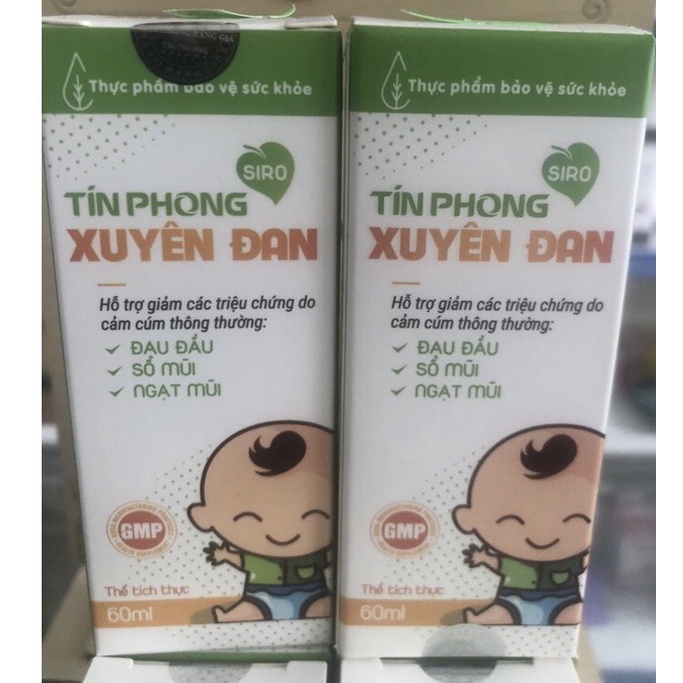 Thực phẩm bảo vệ sức khỏe
SIRO
TÍN PHONG
XUYÊN ĐAN
Hỗ trợ giảm các triệu chứng do
cảm cúm thông thường:
ĐAU ĐẦU
SỔ MŨI
NGẠT MŨI
GMP
Thể tích thực
60ml
Thực phẩm bảo vệ sức khỏe
SIRO
TÍN PHONG
XUYÊN ĐAN
Hỗ trợ giảm các triệu chứng do
cảm cúm thông thường:
ĐAU ĐẦU
SỔ MŨI
NGẠT MŨI
GMP
Thể tích thực
60ml